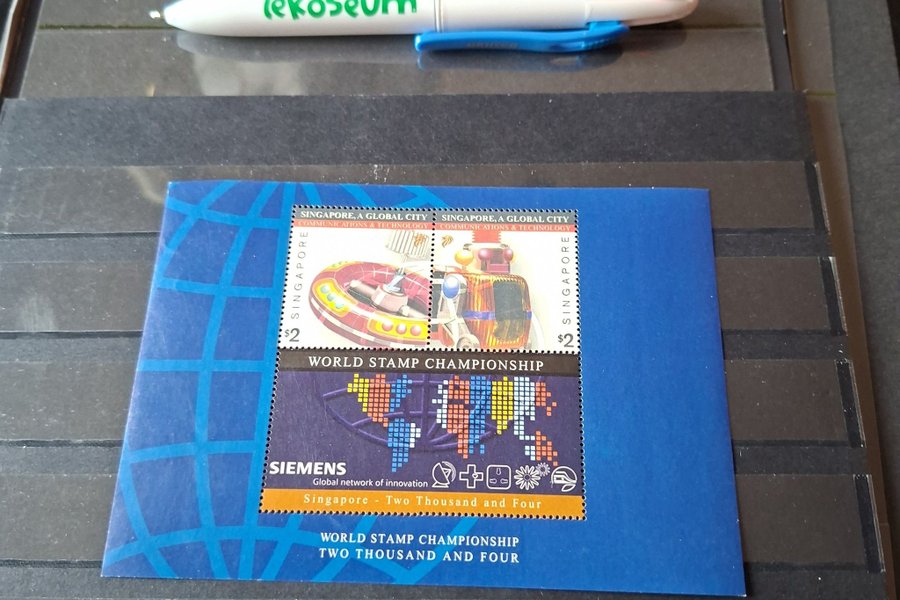 lekoseum
SINGAPORE, A GLOBAL CITY
COMMUNICATIONS & TECHNOLOGY
SINGAPORE
$2
SINGAPORE, A GLOBAL CITY
COMMUNICATIONS & TECHNOLOGY
SINGAPORE
$2
WORLD STAMP CHAMPIONSHIP
SIEMENS
Global network of innovation
Singapore - Two Thousand and Four
WORLD STAMP CHAMPIONSHIP
TWO THOUSAND AND FOUR